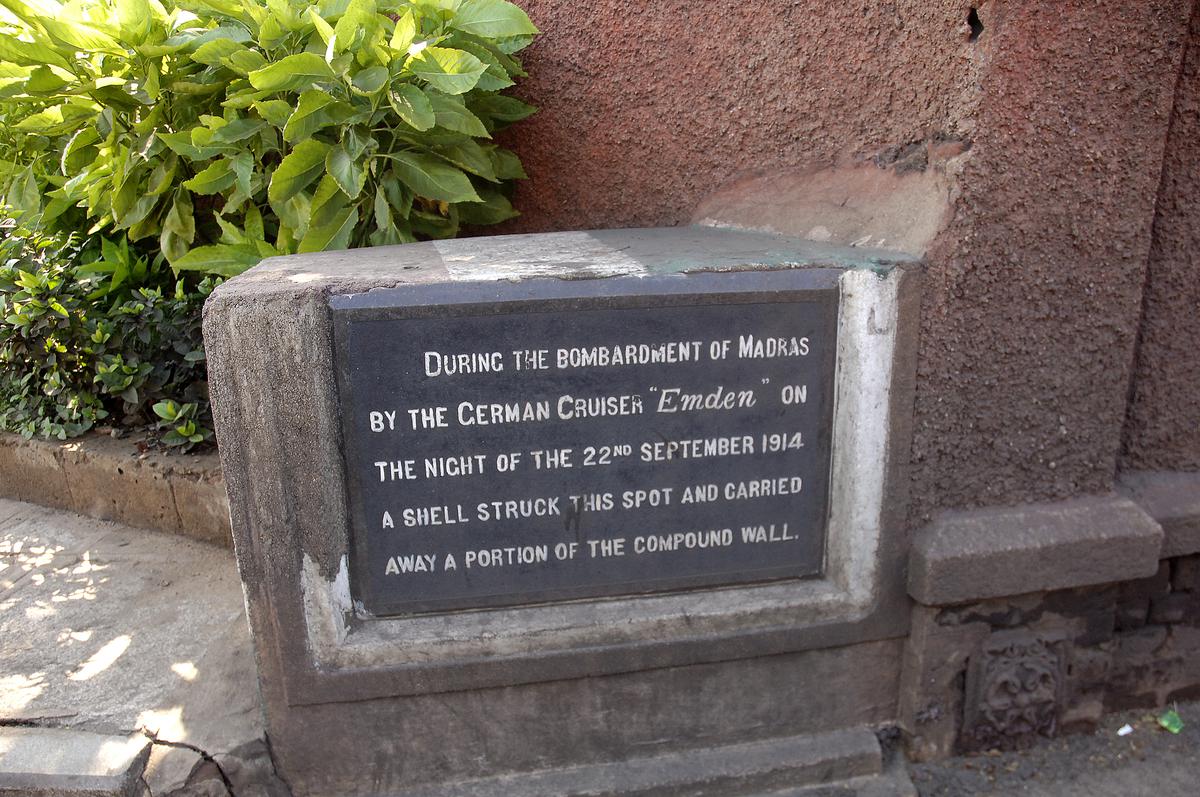 DURING THE BOMBARDMENT OF MADRAS
BY THE GERMAN CRUISER "Emden" ON
THE NIGHT OF THE 22ND SEPTEMBER 1914
A SHELL STRUCK THIS SPOT AND CARRIED
AWAY A PORTION OF THE COMPOUND WALL.